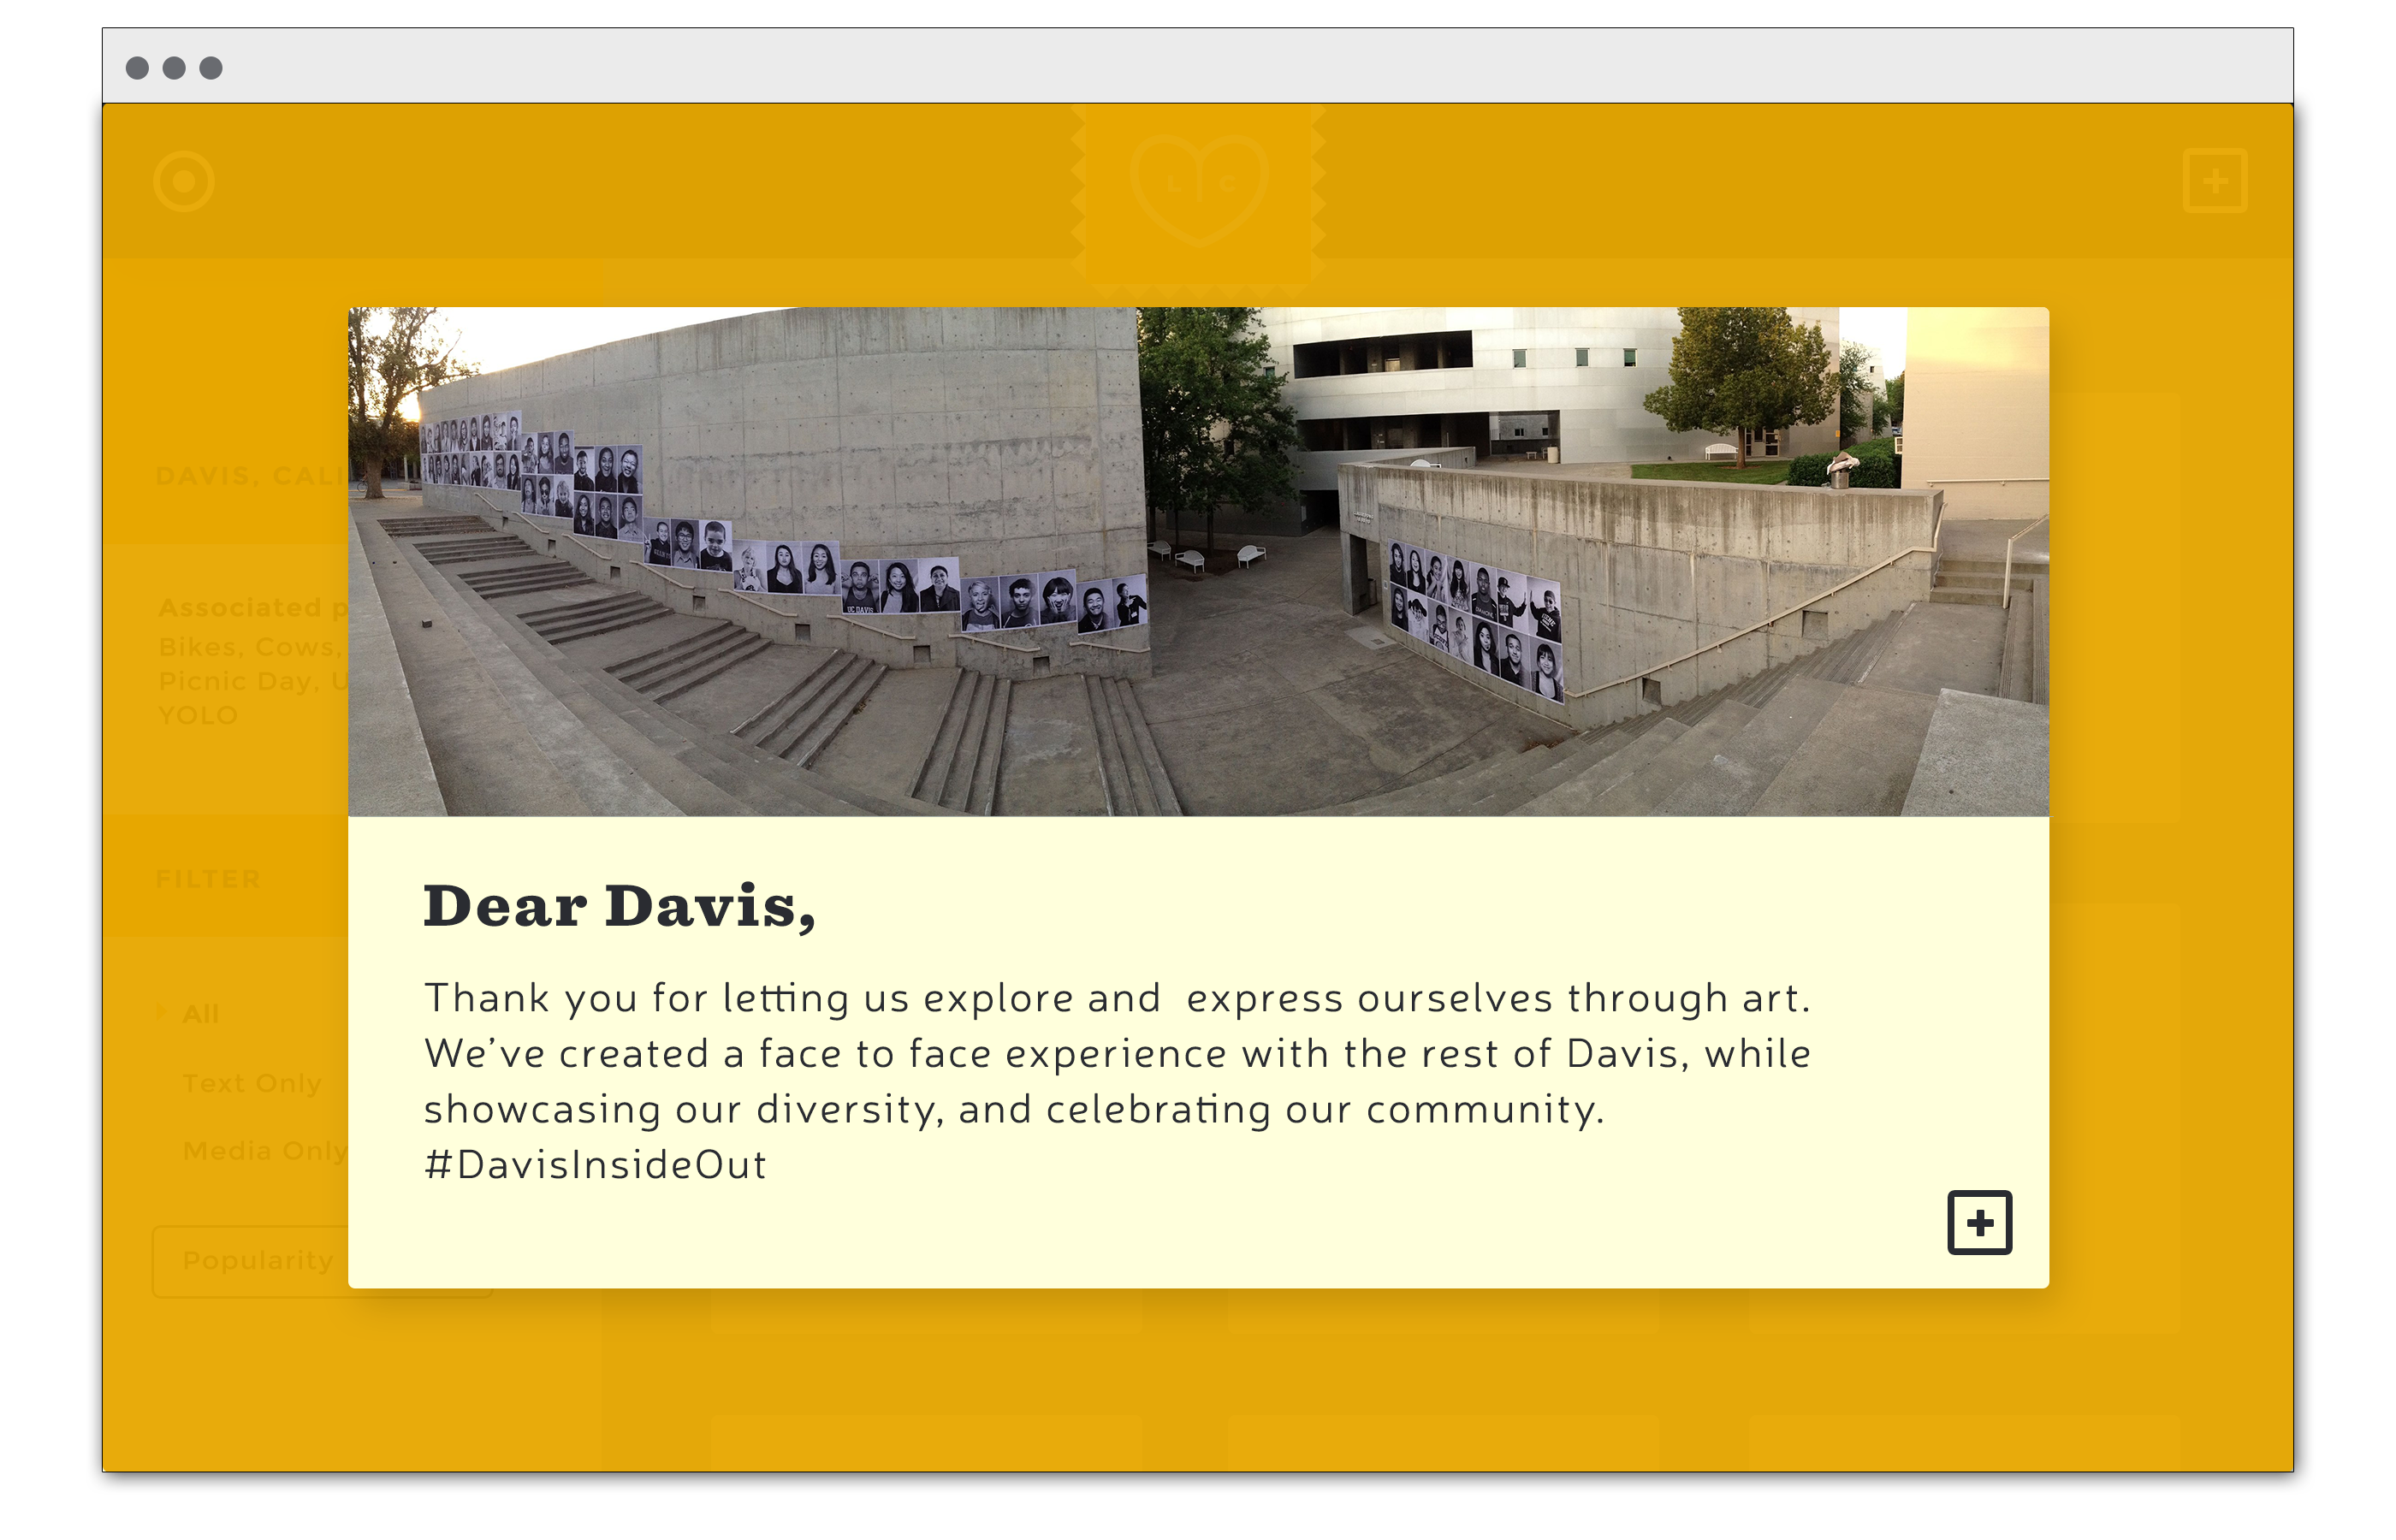 L C
DAVIS, CALI
Associated p
Bikes, Cows,
Picnic Day, U
YOLO
FILTER
All
Text Only
Media Only
Popularity
UC DAVIS
Dear Davis,
Thank you for letting us explore and  express ourselves through art.
We’ve created a face to face experience with the rest of Davis, while
showcasing our diversity, and celebrating our community.
#DavisInsideOut